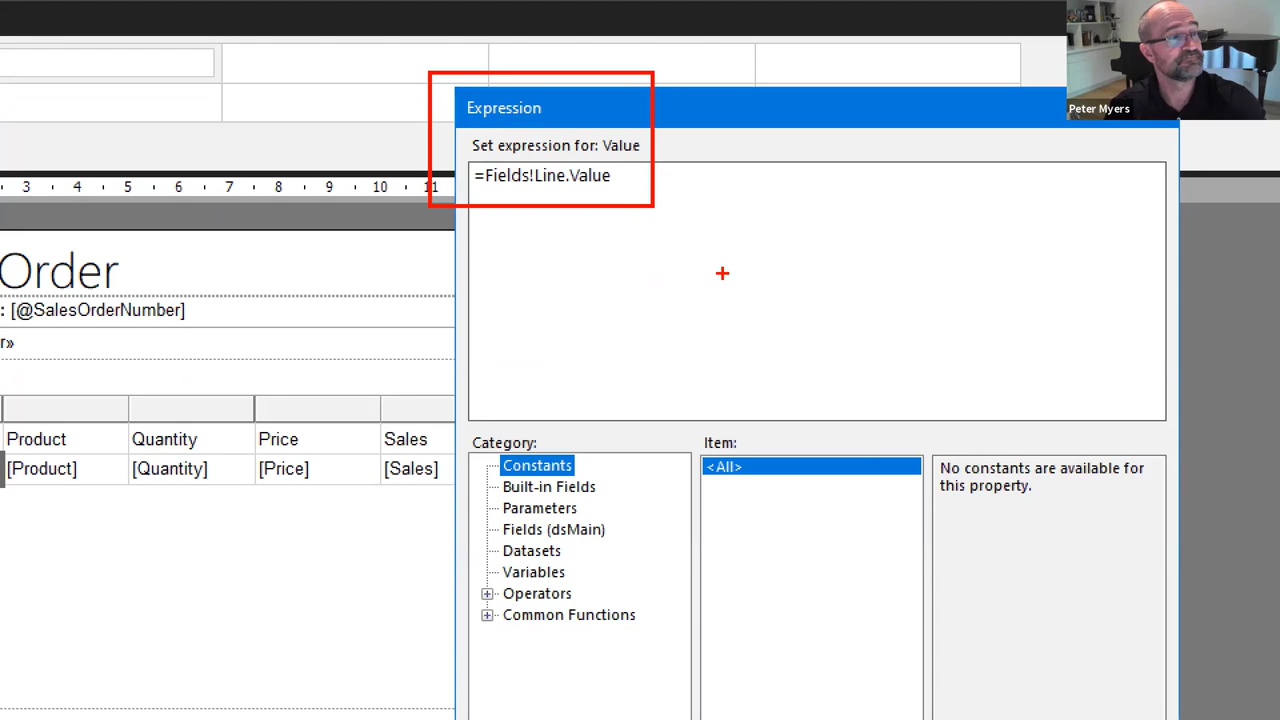 Peter Myers
Expression
Set expression for: Value
=Fields!Line.Value
3 4 5 6 7 8 9 10 11
Order
: [@SalesOrderNumber]
r»
Product Quantity Price Sales
[Product] [Quantity] [Price] [Sales]
Category:
Constants
Built-in Fields
Parameters
Fields (dsMain)
Datasets
Variables
Operators
Common Functions
Item:
<All>
No constants are available for
this property.